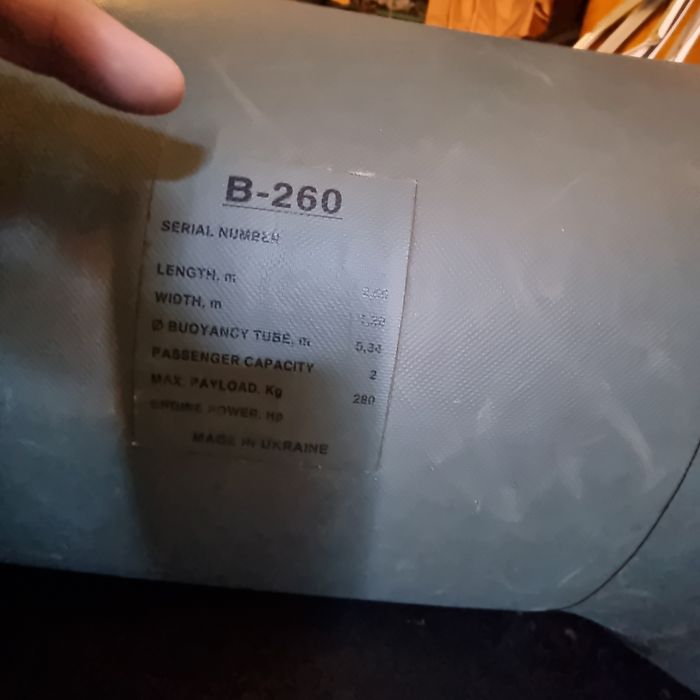 B-260
SERIAL NUMBER
LENGTH, m
WIDTH, m
Ø BUOYANCY TUBE, m 0,34
PASSENGER CAPACITY 2
MAX. PAYLOAD, Kg 280
ENGINE POWER, Hp
MADE IN UKRAINE